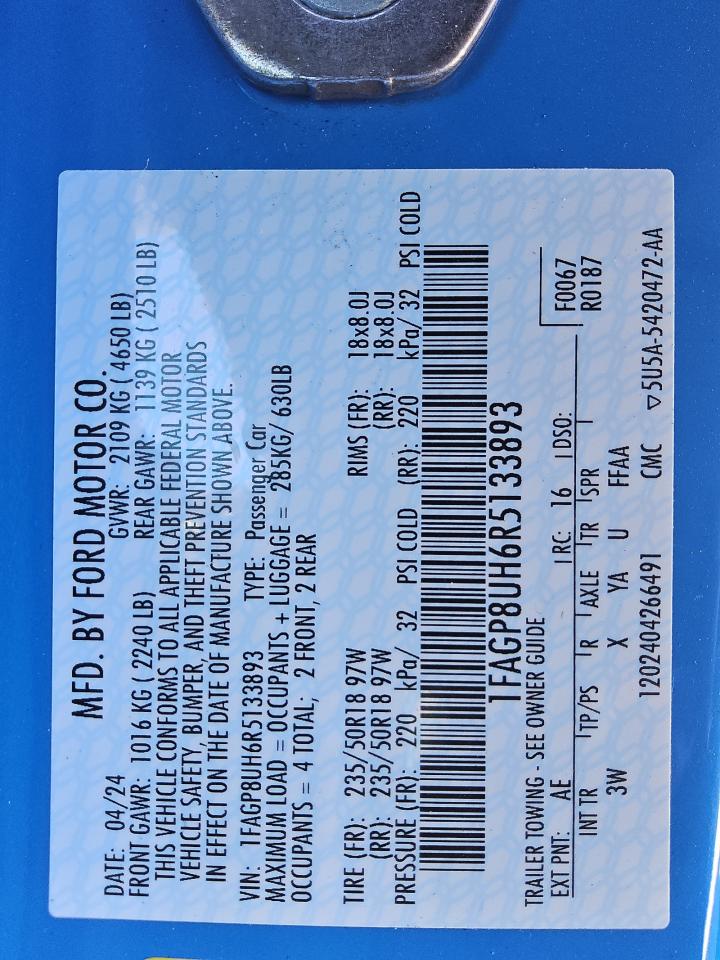 MFD. BY FORD MOTOR CO.
DATE: 04/24 GVWR: 2109 KG ( 4650 LB)
FRONT GAWR: 1016 KG ( 2240 LB) REAR GAWR: 1139 KG ( 2510 LB)
THIS VEHICLE CONFORMS TO ALL APPLICABLE FEDERAL MOTOR
VEHICLE SAFETY, BUMPER, AND THEFT PREVENTION STANDARDS
IN EFFECT ON THE DATE OF MANUFACTURE SHOWN ABOVE.
VIN: 1FAGP8UH6R5133893 TYPE: Passenger Car
MAXIMUM LOAD = OCCUPANTS + LUGGAGE = 285KG/ 630LB
OCCUPANTS = 4 TOTAL; 2 FRONT, 2 REAR
TIRE (FR): 235/50R18 97W RIMS (FR): 18x8.0J
(RR): 235/50R18 97W (RR): 18x8.0J
PRESSURE (FR): 220 kPa/ 32 PSI COLD (RR): 220 kPa/ 32 PSI COLD
1FAGP8UH6R5133893
TRAILER TOWING - SEE OWNER GUIDE
F0067
EXT PNT: AE RC: 16 DSO: R0187
INT TR TP/PS R AXLE TR SPR
3W X YA U FFAA
1202404266491 CMC ▽5U5A-5420472-AA